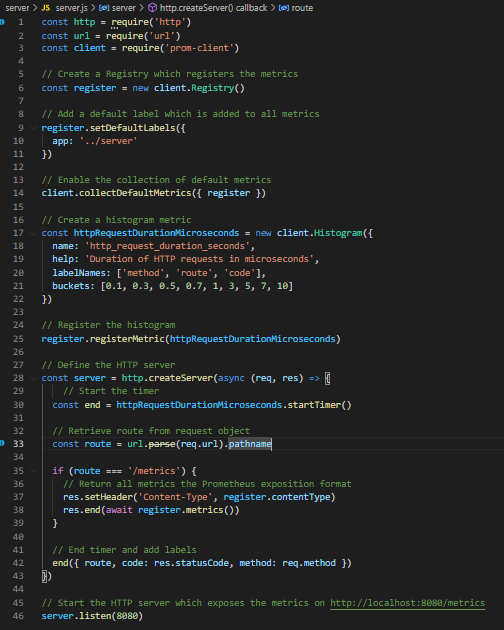 server > JS server.js > server > http.createServer() callback > route
1 const http = require('http')
2 const url = require('url')
3 const client = require('prom-client')
4
5 // Create a Registry which registers the metrics
6 const register = new client.Registry()
7
8 // Add a default label which is added to all metrics
9 register.setDefaultLabels({
10 app: '../server'
11 })
12
13 // Enable the collection of default metrics
14 client.collectDefaultMetrics({ register })
15
16 // Create a histogram metric
17 const httpRequestDurationMicroseconds = new client.Histogram({
18 name: 'http_request_duration_seconds',
19 help: 'Duration of HTTP requests in microseconds',
20 labelNames: ['method', 'route', 'code'],
21 buckets: [0.1, 0.3, 0.5, 0.7, 1, 3, 5, 7, 10]
22 })
23
24 // Register the histogram
25 register.registerMetric(httpRequestDurationMicroseconds)
26
27 // Define the HTTP server
28 const server = http.createServer(async (req, res) => {
29 // Start the timer
30 const end = httpRequestDurationMicroseconds.startTimer()
31
32 // Retrieve route from request object
33 const route = url.parse(req.url).pathname
34
35 if (route === '/metrics') {
36 // Return all metrics the Prometheus exposition format
37 res.setHeader('Content-Type', register.contentType)
38 res.end(await register.metrics())
39 }
40
41 // End timer and add labels
42 end({ route, code: res.statusCode, method: req.method })
43 })
44
45 // Start the HTTP server which exposes the metrics on http://localhost:8080/metrics
46 server.listen(8080)